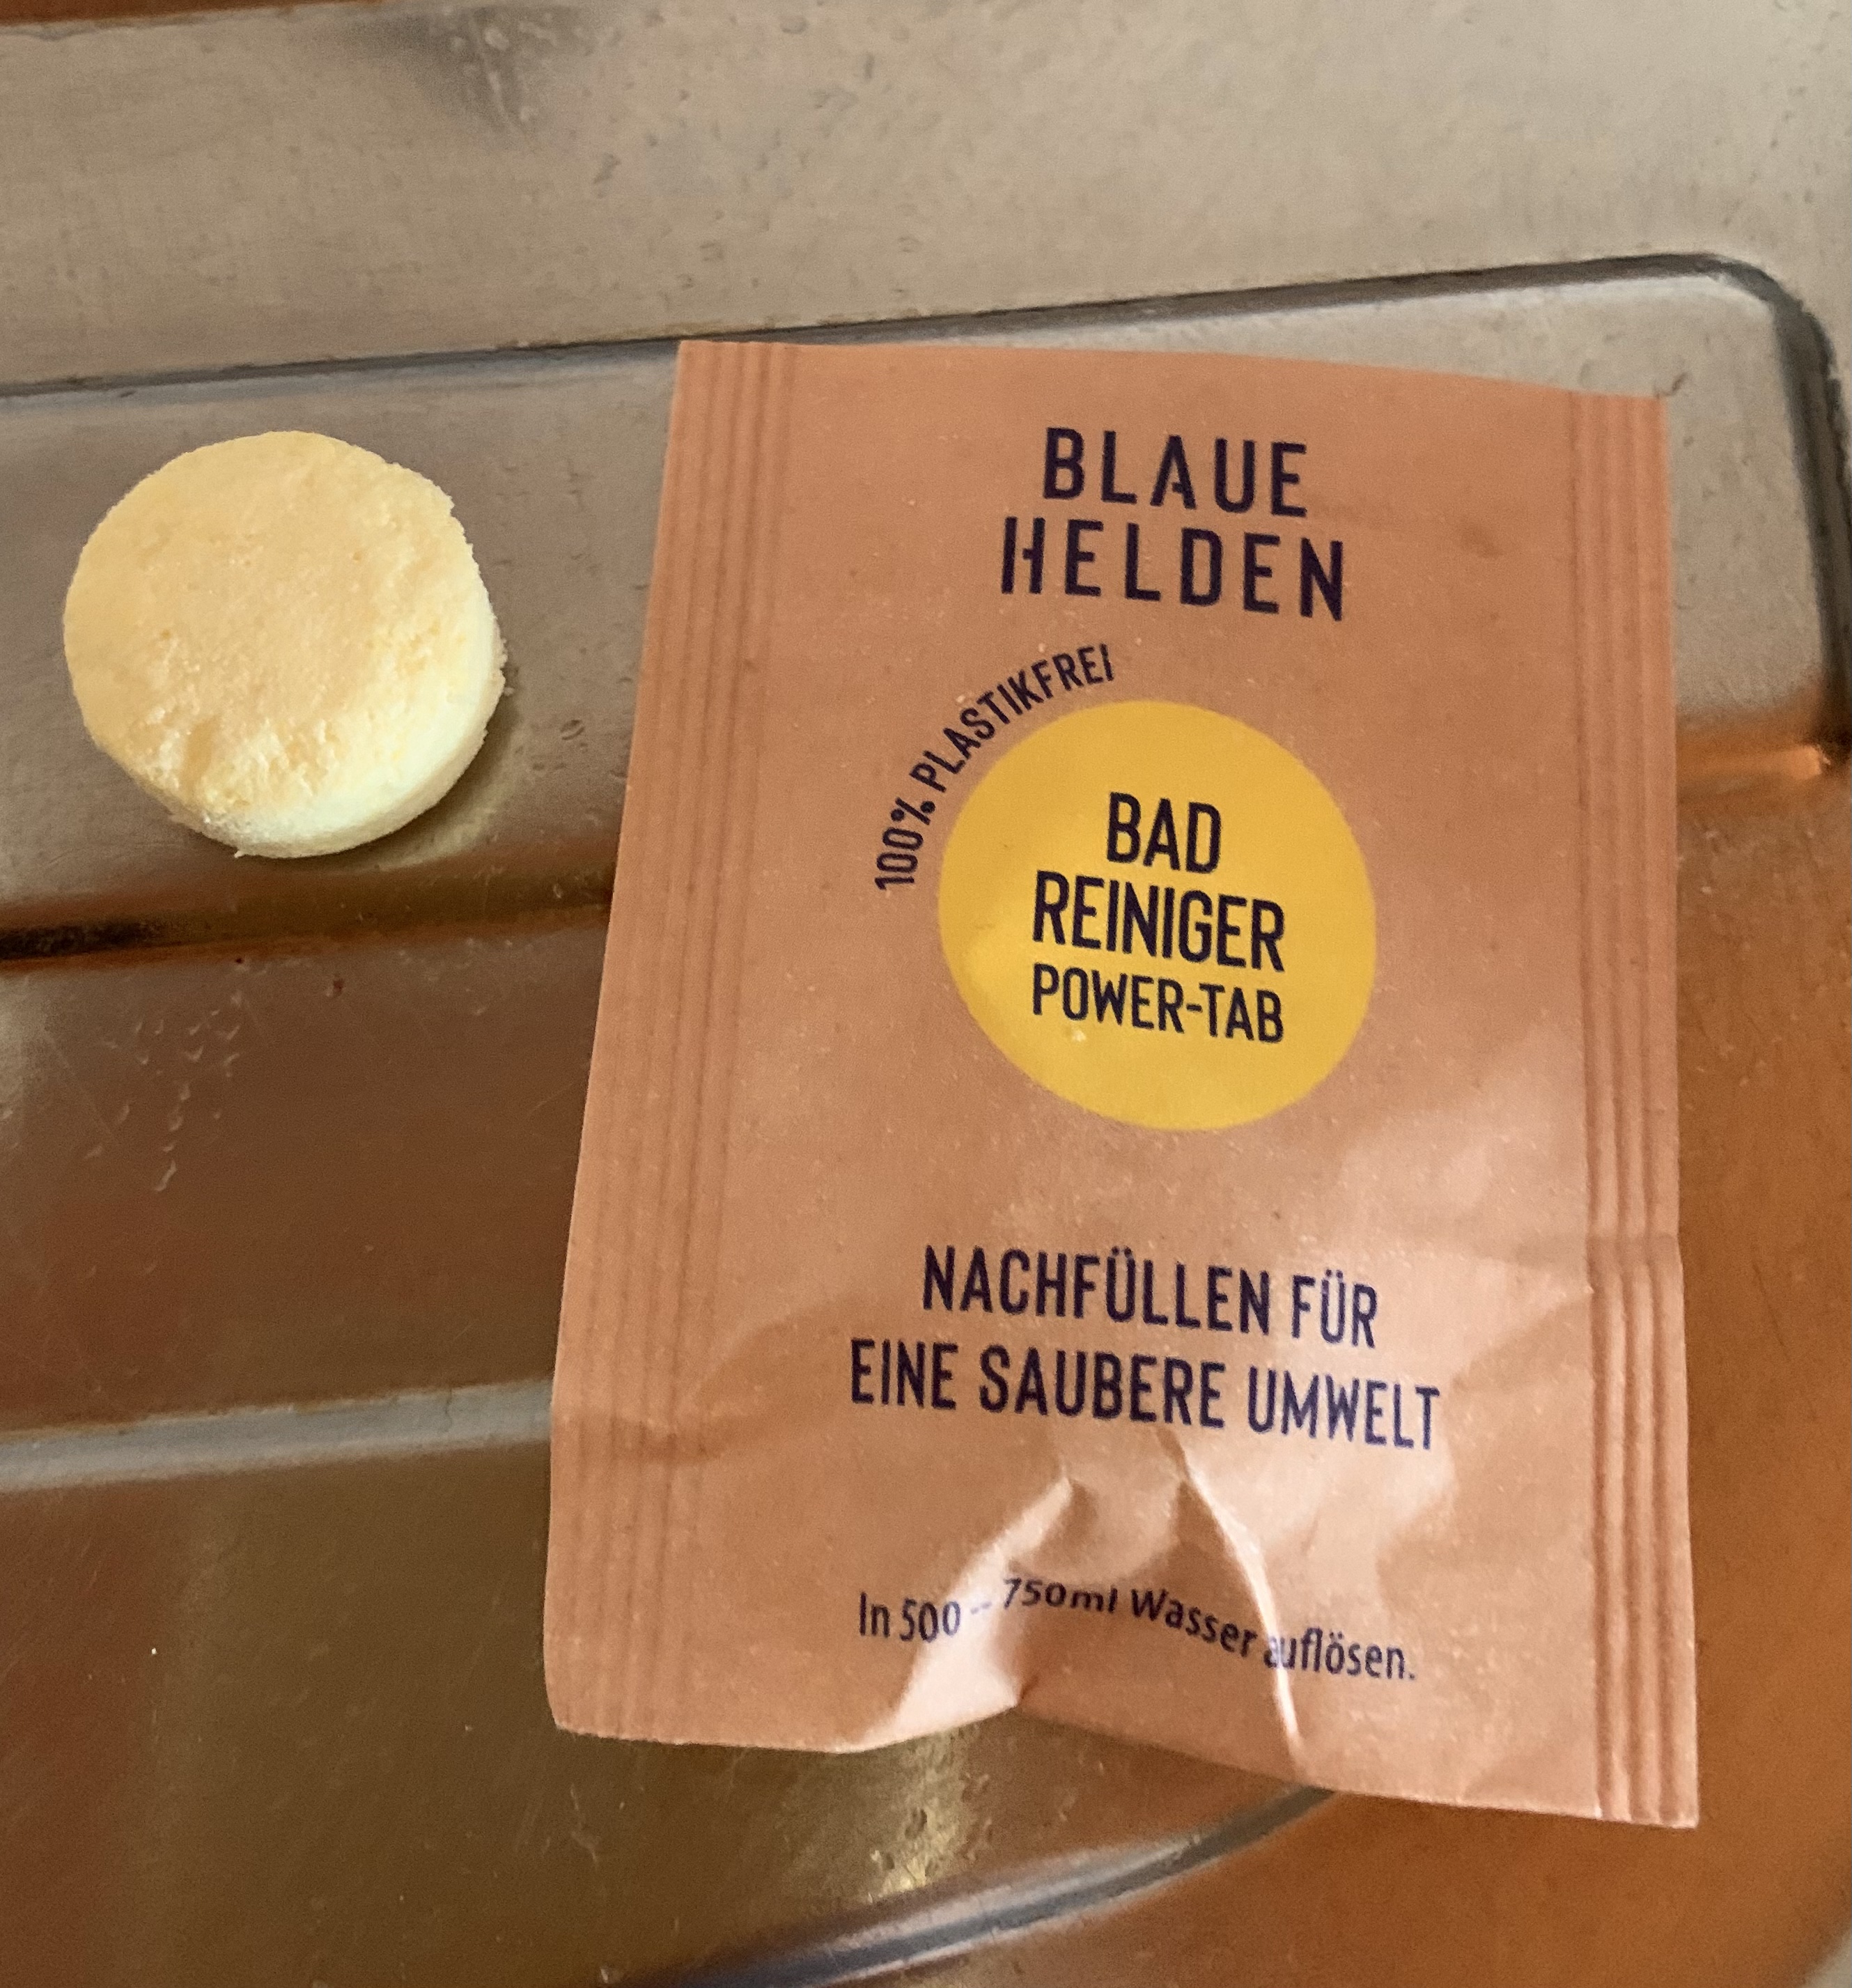 BLAUE
HELDEN
100% PLASTIKFREI
BAD
REINIGER
POWER-TAB
NACHFÜLLEN FÜR
EINE SAUBERE UMWELT
In 500 - 750ml Wasser auflösen.